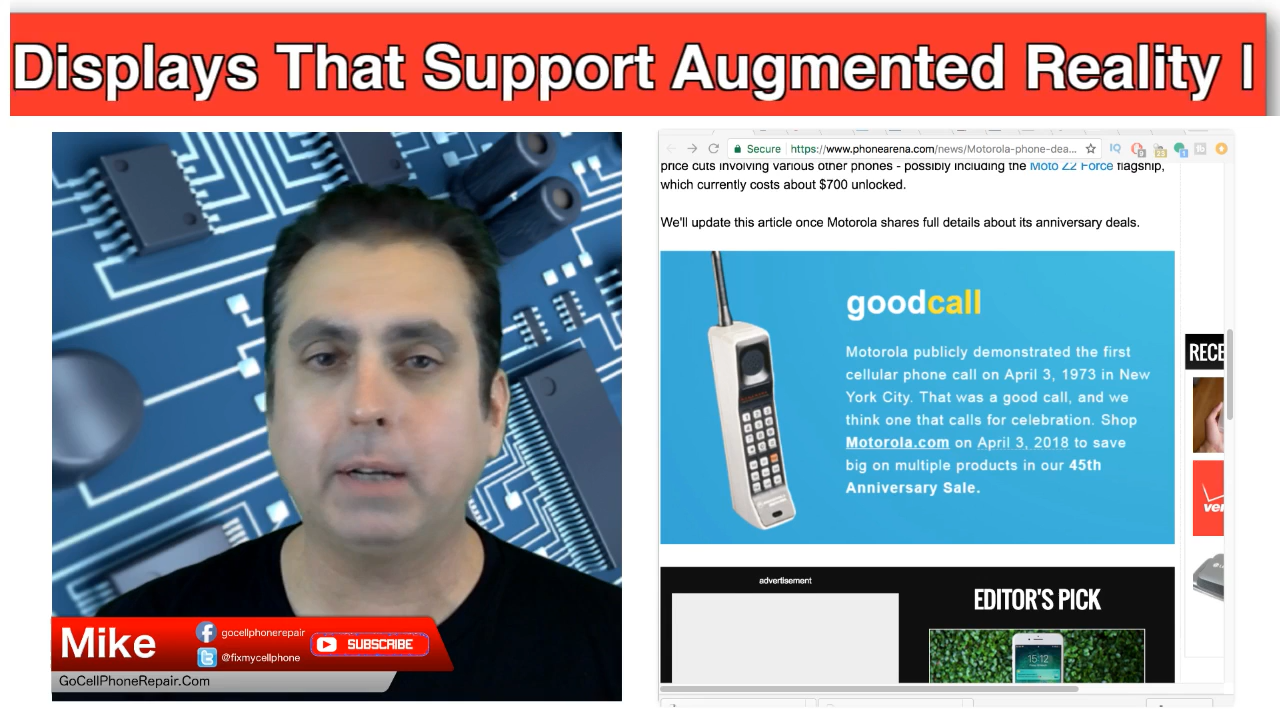 Displays That Support Augmented Reality |
Secure https://www.phonearena.com/news/Motorola-phone-dea...
price cuts involving various other phones - possibly including the Moto Z2 Force flagship,
which currently costs about $700 unlocked.
We'll update this article once Motorola shares full details about its anniversary deals.
goodcall
Motorola publicly demonstrated the first
cellular phone call on April 3, 1973 in New
York City. That was a good call, and we
think one that calls for celebration. Shop
Motorola.com on April 3, 2018 to save
big on multiple products in our 45th
Anniversary Sale.
RECE
ver
advertisement
EDITOR'S PICK
15:12
Mike
gocellphonerepair
@fixmycellphone
SUBSCRIBE
GoCellPhoneRepair.Com